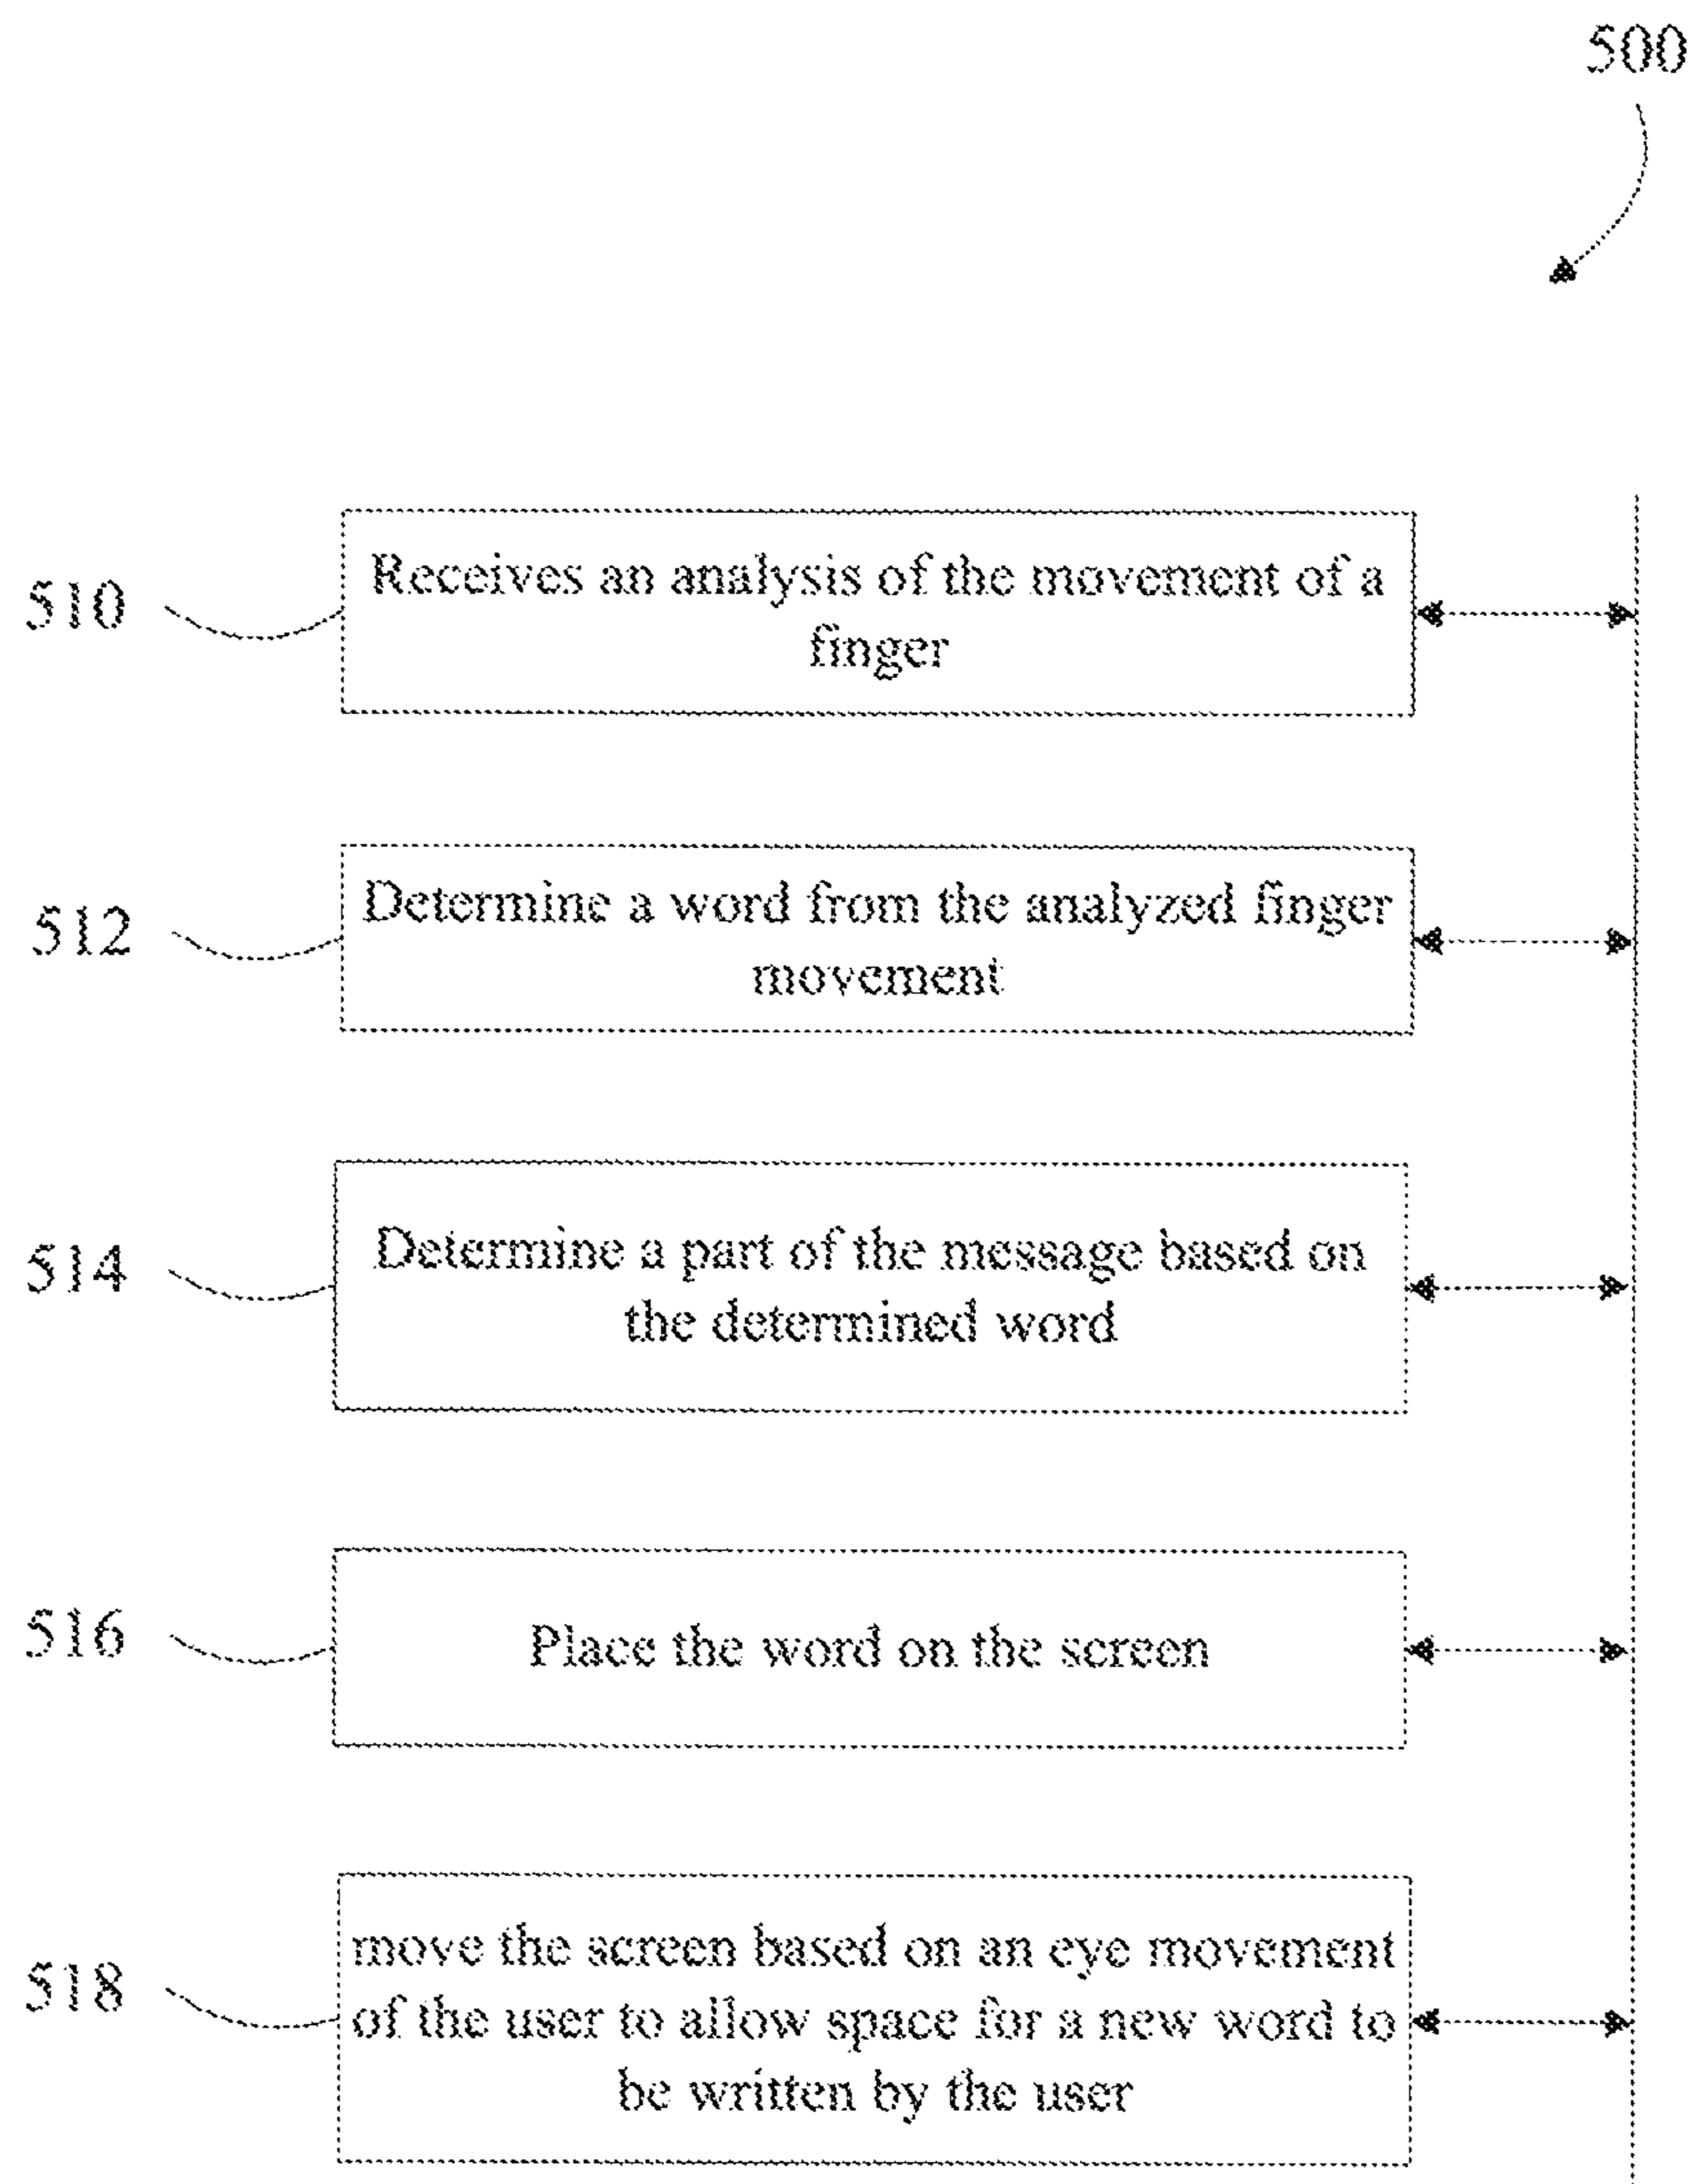 500
510
Receives an analysis of the movement of a
finger
512
Determine a word from the analyzed finger
movement
514
Determine a part of the message based on
the determined word
516
Place the word on the screen
518
move the screen based on an eye movement
of the user to allow space for a new word to
be written by the user